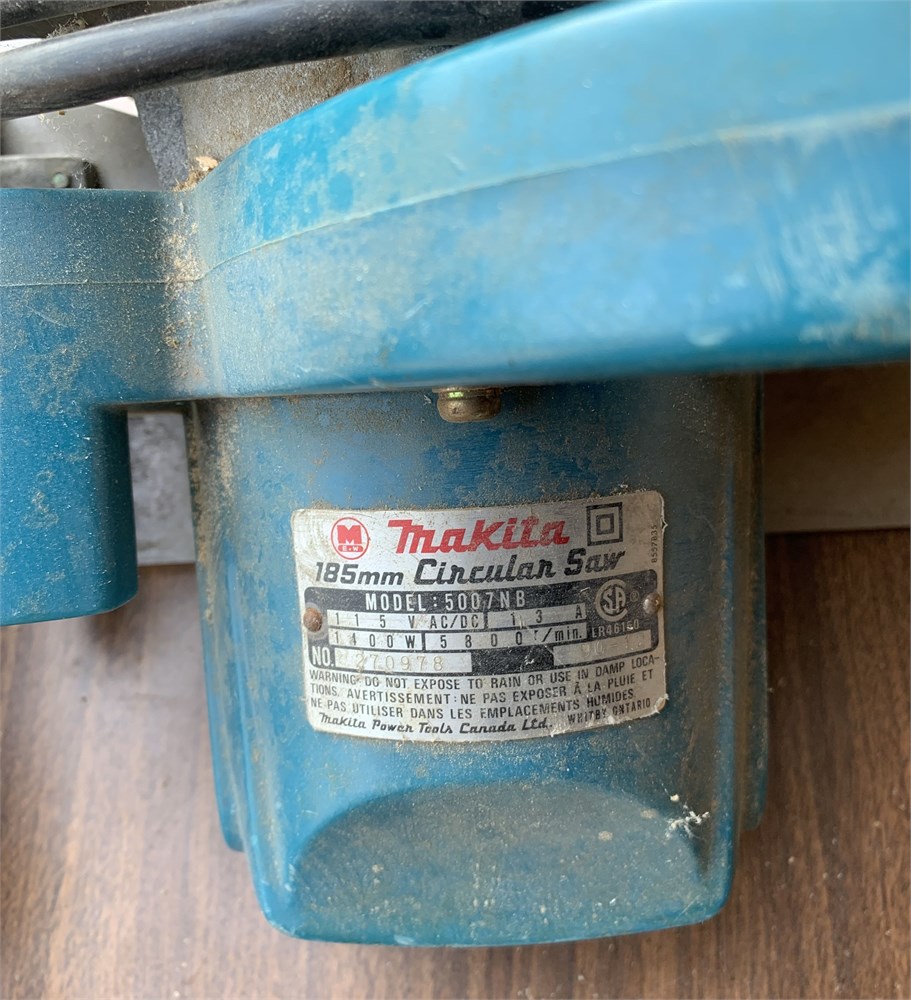 M
E & W
Makita
185mm Circular Saw
MODEL: 5007NB
115 V AC/DC 13 A
1400W 5800r/min.
SA ®
LR46160
NO. 270978
WARNING: DO NOT EXPOSE TO RAIN OR USE IN DAMP LOCA-
TIONS. AVERTISSEMENT: NE PAS EXPOSER À LA PLUIE ET
NE PAS UTILISER DANS LES EMPLACEMENTS HUMIDES.
Makita Power Tools Canada Ltd. WHITBY ONTARIO